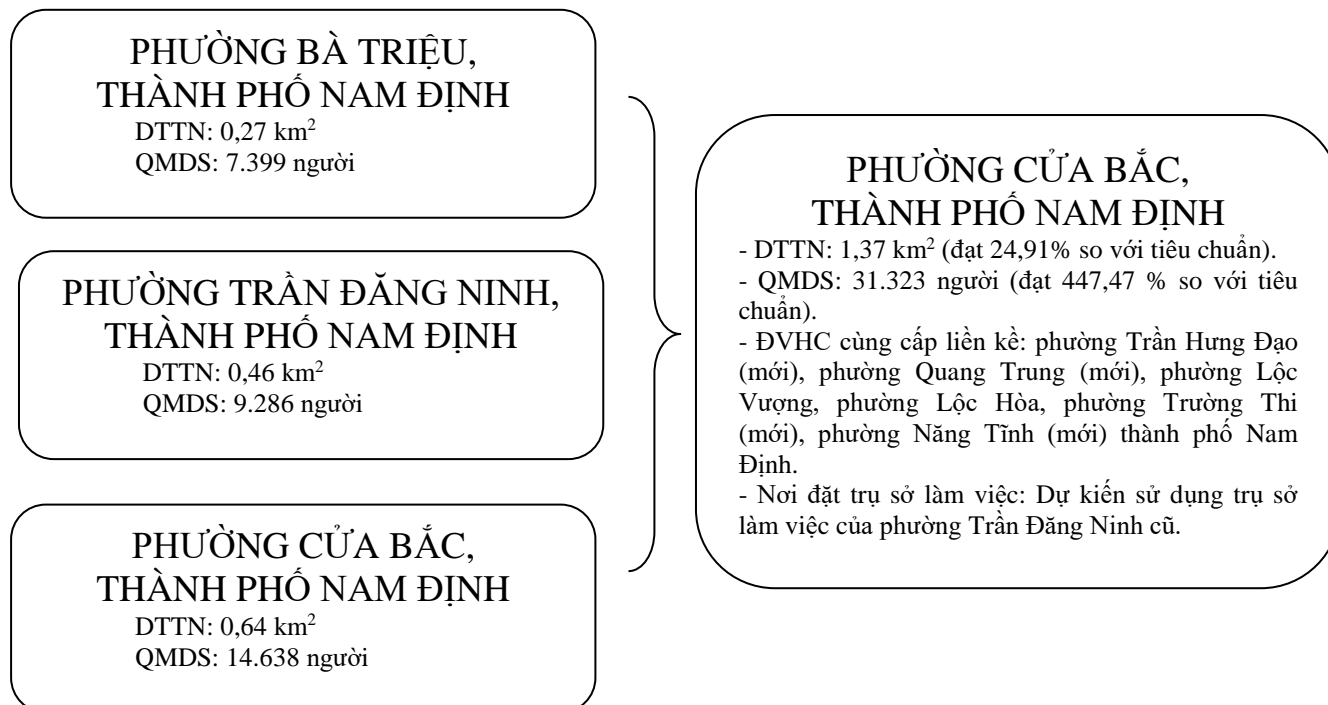 PHƯỜNG BÀ TRIỆU,
THÀNH PHỐ NAM ĐỊNH
DTTN: 0,27 km²
QMDS: 7.399 người
PHƯỜNG TRẦN ĐĂNG NINH,
THÀNH PHỐ NAM ĐỊNH
DTTN: 0,46 km²
QMDS: 9.286 người
PHƯỜNG CỬA BẮC,
THÀNH PHỐ NAM ĐỊNH
DTTN: 0,64 km²
QMDS: 14.638 người
PHƯỜNG CỬA BẮC,
THÀNH PHỐ NAM ĐỊNH
- DTTN: 1,37 km² (đạt 24,91% so với tiêu chuẩn).
- QMDS: 31.323 người (đạt 447,47 % so với tiêu
chuẩn).
- ĐVHC cùng cấp liền kề: phường Trần Hưng Đạo
(mới), phường Quang Trung (mới), phường Lộc
Vượng, phường Lộc Hòa, phường Trường Thi
(mới), phường Năng Tĩnh (mới) thành phố Nam
Định.
- Nơi đặt trụ sở làm việc: Dự kiến sử dụng trụ sở
làm việc của phường Trần Đăng Ninh cũ.